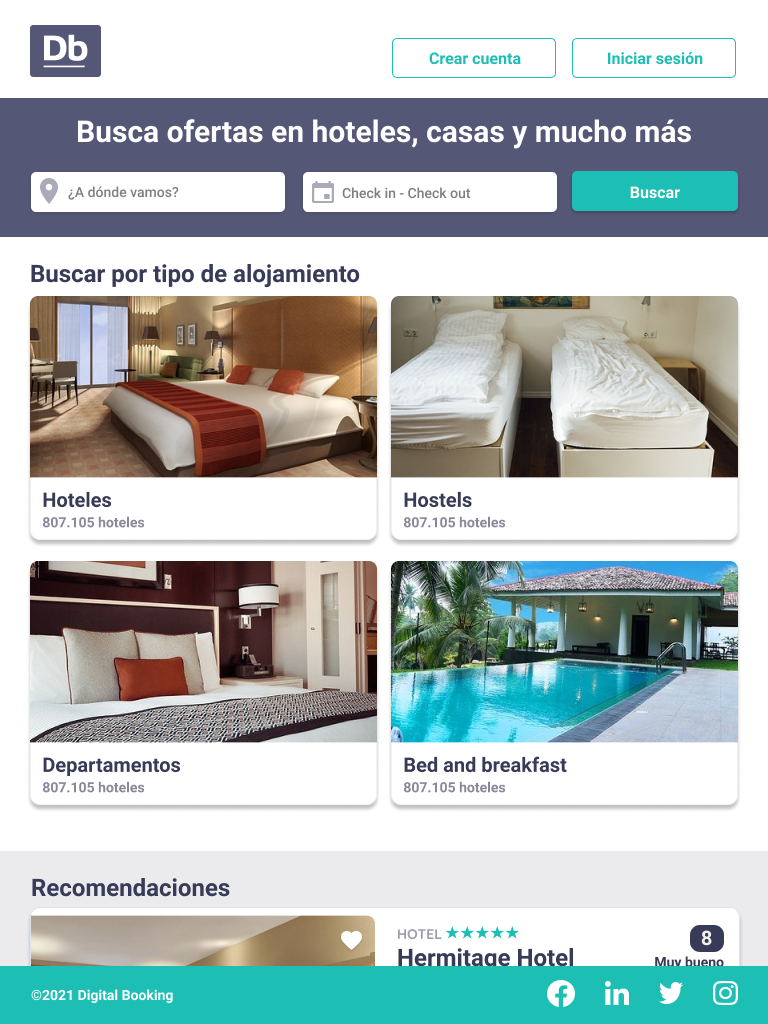 Db
Crear cuenta
Iniciar sesión
Busca ofertas en hoteles, casas y mucho más
¿A dónde vamos?
Check in - Check out
Buscar
Buscar por tipo de alojamiento
Hoteles
807.105 hoteles
Hostels
807.105 hoteles
Departamentos
807.105 hoteles
Bed and breakfast
807.105 hoteles
Recomendaciones
HOTEL
8
Hermitage Hotel
Muy bueno
©2021 Digital Booking